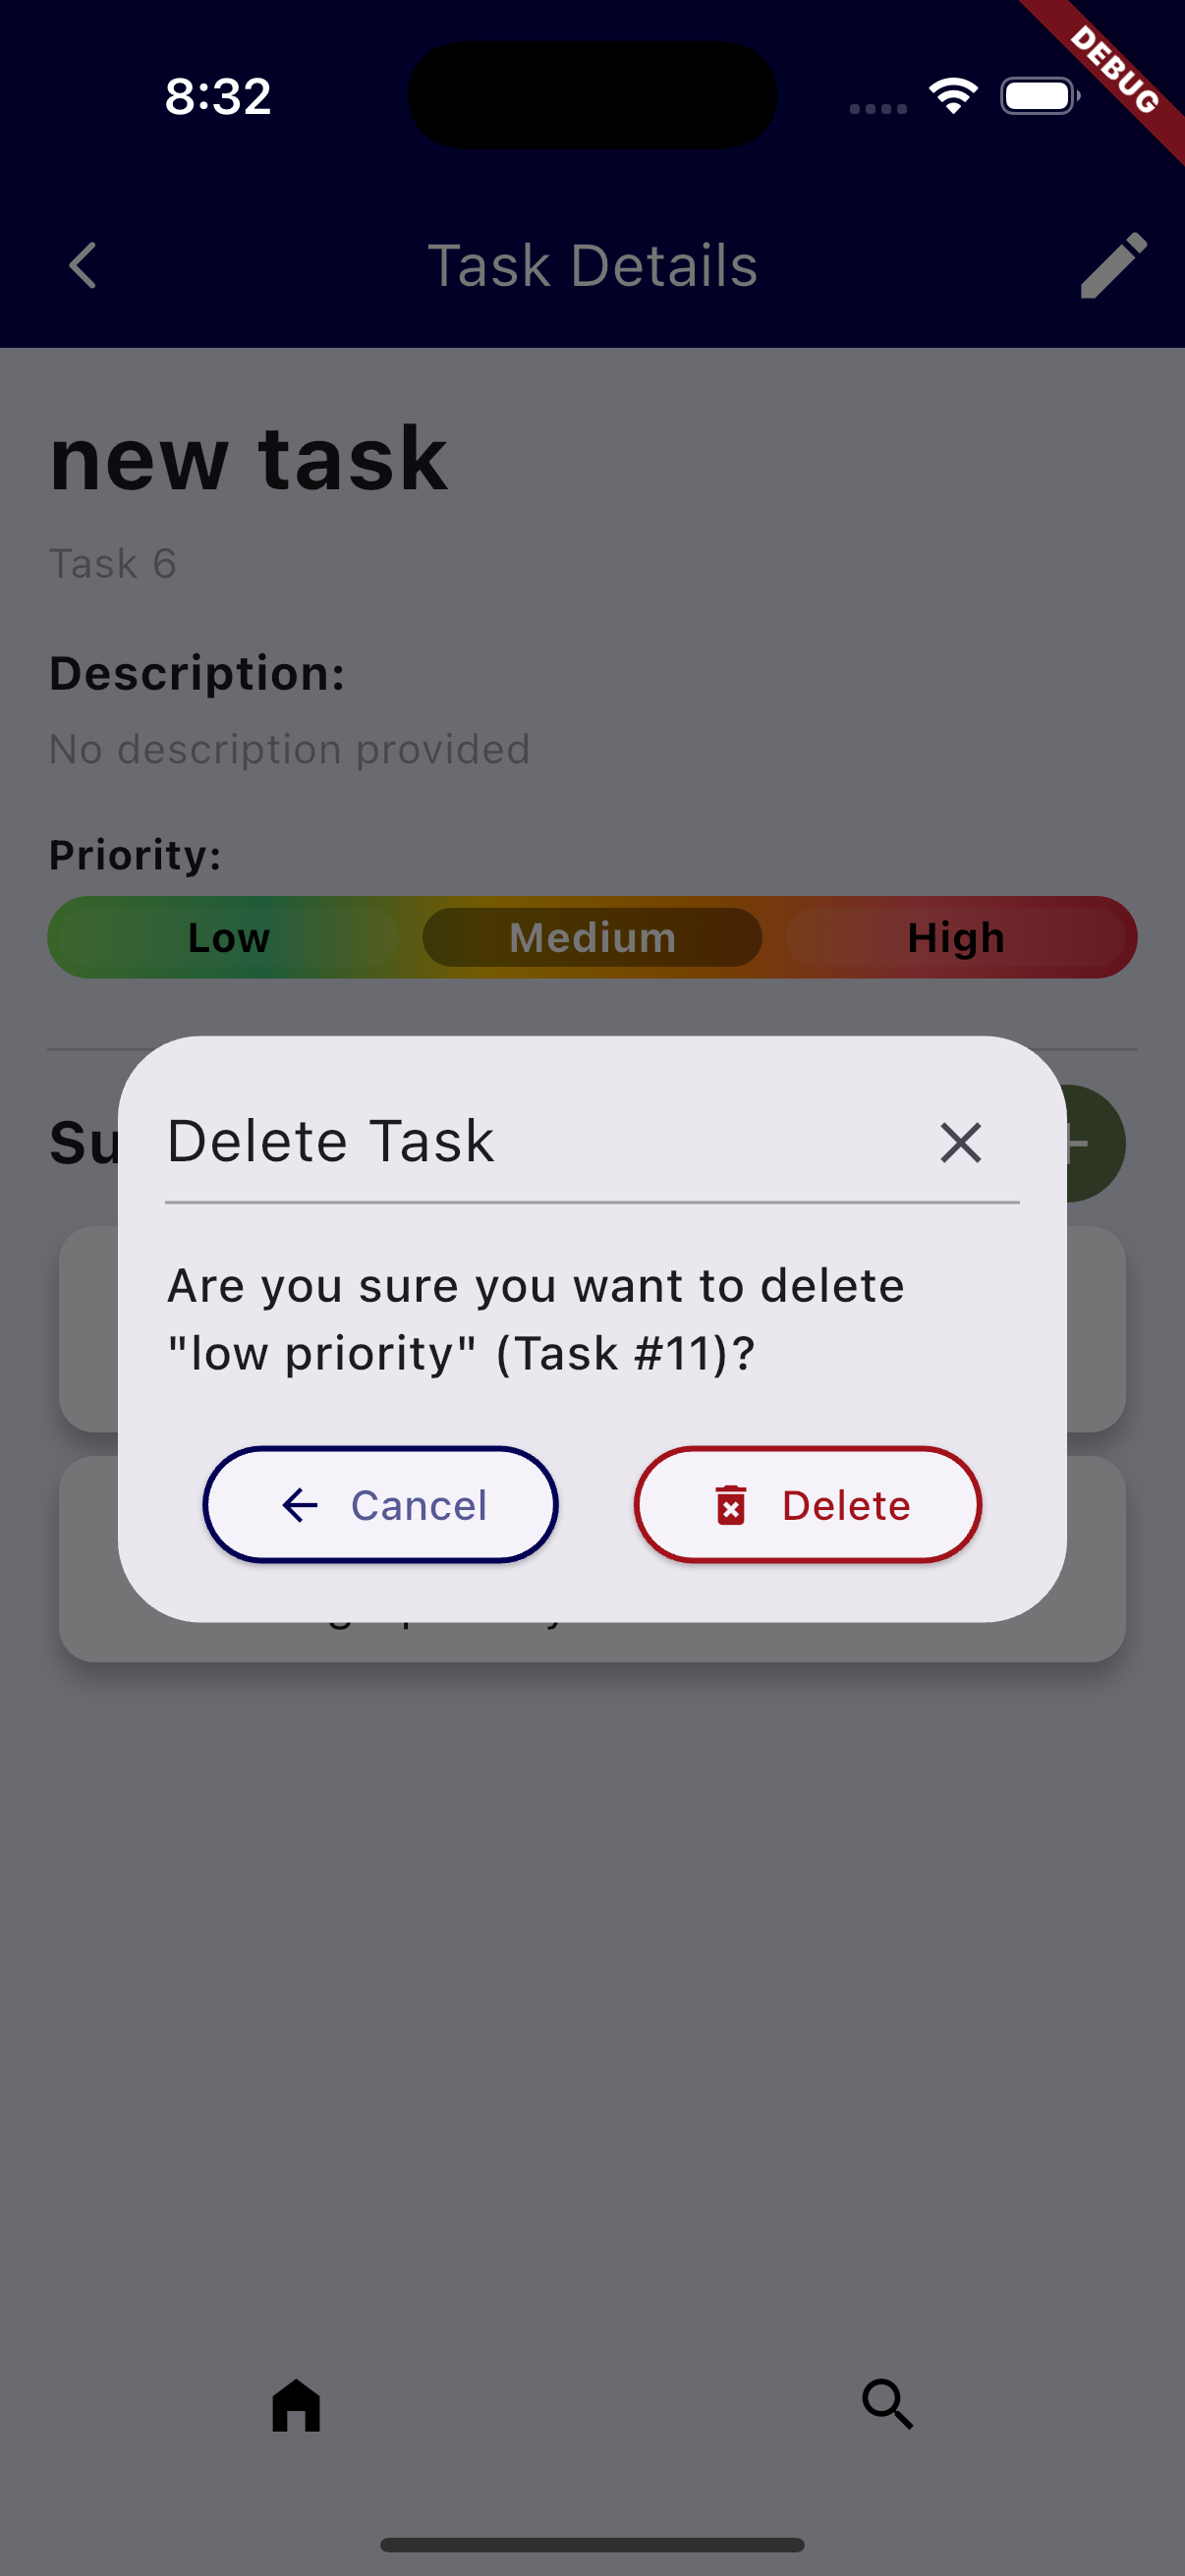 8:32
DEBUG
Task Details
new task
Task 6
Description:
No description provided
Priority:
Low Medium High
Su
Delete Task
Are you sure you want to delete
"low priority" (Task #11)?
Cancel Delete